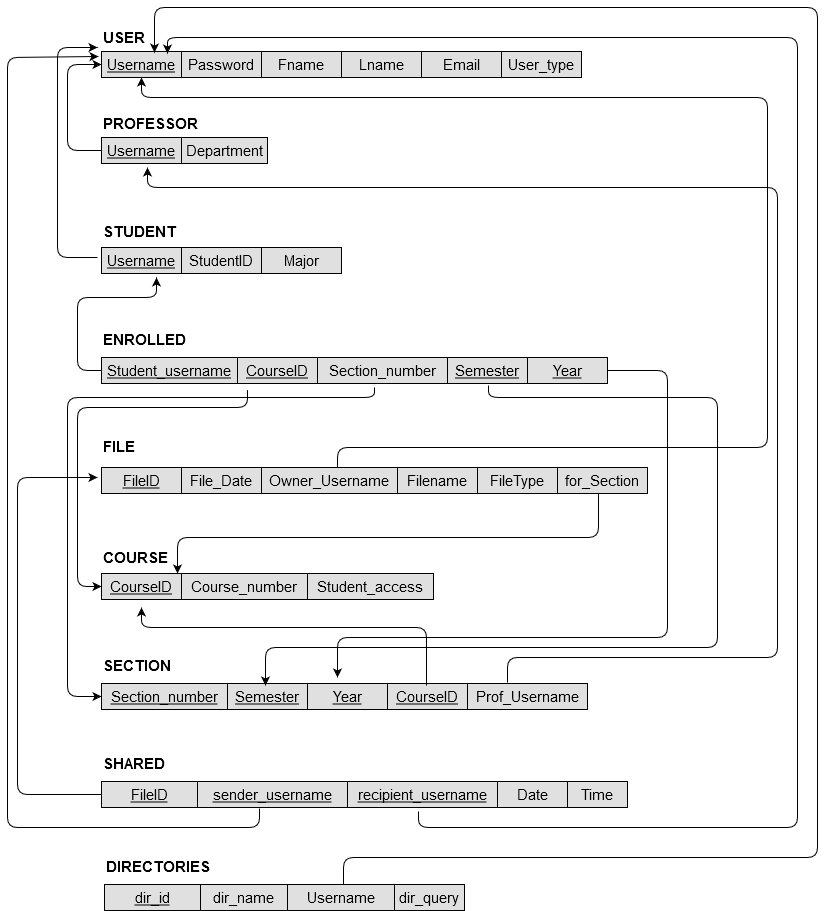 USER
Username Password Fname Lname Email User_type
PROFESSOR
Username Department
STUDENT
Username StudentID Major
ENROLLED
Student_username CourseID Section_number Semester Year
FILE
FileID File_Date Owner_Username Filename FileType for_Section
COURSE
CourseID Course_number Student_access
SECTION
Section_number Semester Year CourseID Prof_Username
SHARED
FileID sender_username recipient_username Date Time
DIRECTORIES
dir_id dir_name Username dir_query